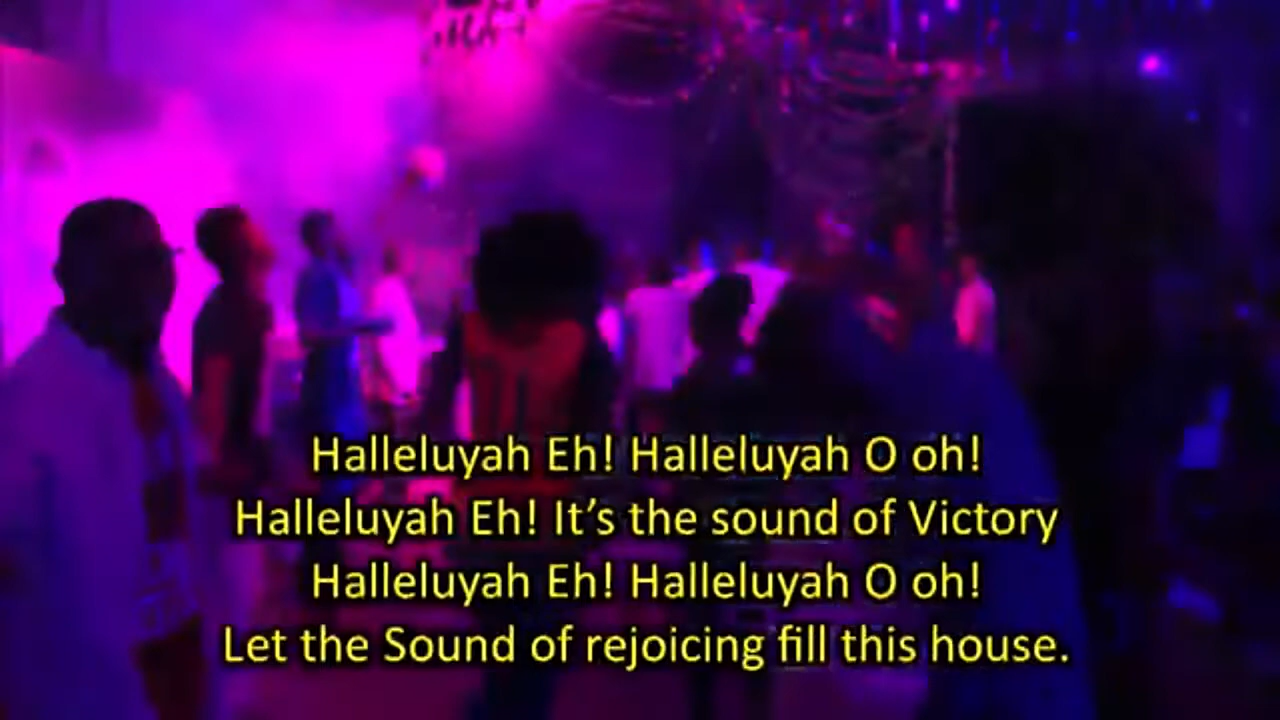 Halleluyah Eh! Halleluyah O oh!
Halleluyah Eh! It's the sound of Victory
Halleluyah Eh! Halleluyah O oh!
Let the Sound of rejoicing fill this house.